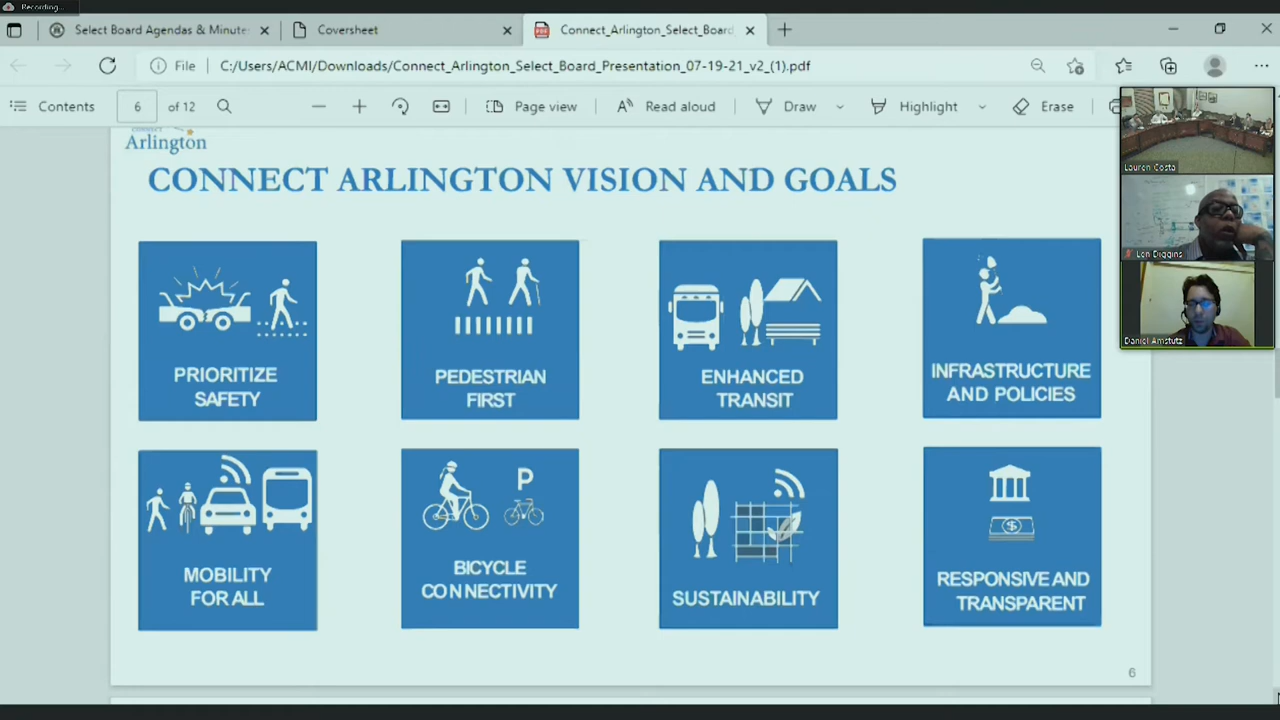 Recording...
Select Board Agendas & Minute
Coversheet
Connect_Arlington_Select_Board_
File
C:/Users/ACMI/Downloads/Connect_Arlington_Select_Board_Presentation_07-19-21_v2_(1).pdf
Contents
6
of 12
Page view
Read aloud
Draw
Highlight
Erase
Arlington
CONNECT ARLINGTON VISION AND GOALS
PRIORITIZE
SAFETY
PEDESTRIAN
FIRST
ENHANCED
TRANSIT
INFRASTRUCTURE
AND POLICIES
MOBILITY
FOR ALL
P
BICYCLE
CONNECTIVITY
SUSTAINABILITY
$
RESPONSIVE AND
TRANSPARENT
6
Lauren Costa
Len Diggins
Daniel Amstutz